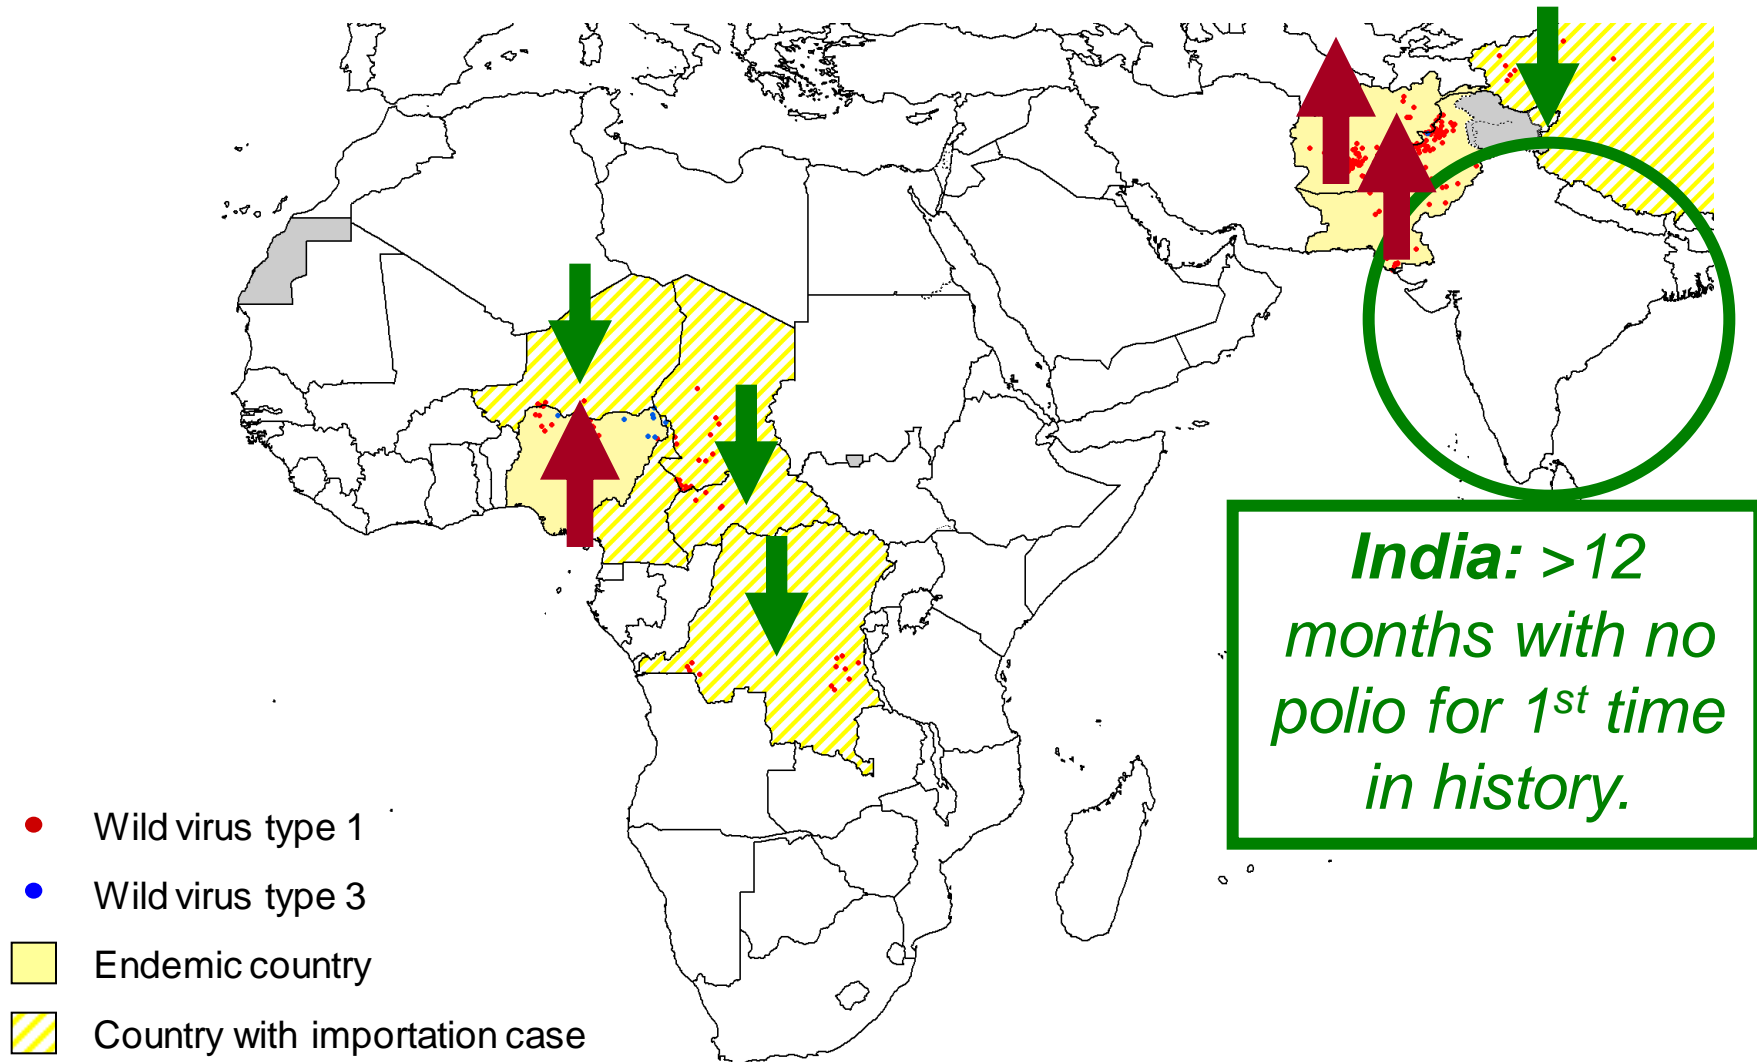 India: >12
months with no
polio for 1st time
in history.
Wild virus type 1
Wild virus type 3
Endemic country
Country with importation case